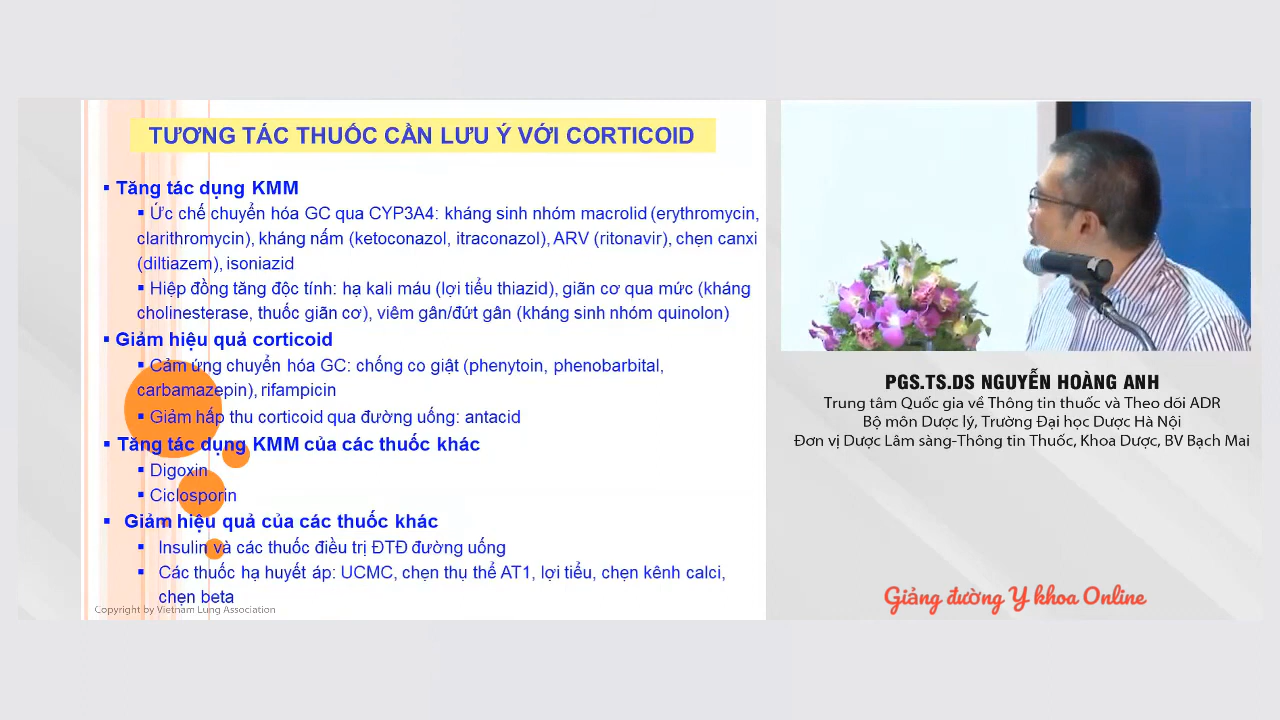 TƯƠNG TÁC THUỐC CẦN LƯU Ý VỚI CORTICOID
▪ Tăng tác dụng KMM
▪ Ức chế chuyển hóa GC qua CYP3A4: kháng sinh nhóm macrolid (erythromycin,
clarithromycin), kháng nấm (ketoconazol, itraconazol), ARV (ritonavir), chẹn canxi
(diltiazem), isoniazid
▪ Hiệp đồng tăng độc tính: hạ kali máu (lợi tiểu thiazid), giãn cơ quá mức (kháng
cholinesterase, thuốc giãn cơ), viêm gân/đứt gân (kháng sinh nhóm quinolon)
▪ Giảm hiệu quả corticoid
▪ Cảm ứng chuyển hóa GC: chống co giật (phenytoin, phenobarbital,
carbamazepin), rifampicin
▪ Giảm hấp thu corticoid qua đường uống: antacid
▪ Tăng tác dụng KMM của các thuốc khác
▪ Digoxin
▪ Ciclosporin
▪ Giảm hiệu quả của các thuốc khác
▪ Insulin và các thuốc điều trị ĐTĐ đường uống
▪ Các thuốc hạ huyết áp: UCMC, chẹn thụ thể AT1, lợi tiểu, chẹn kênh calci,
chẹn beta
Copyright by Vietnam Lung Association
PGS.TS.DS NGUYỄN HOÀNG ANH
Trung tâm Quốc gia về Thông tin thuốc và Theo dõi ADR
Bộ môn Dược lý, Trường Đại học Dược Hà Nội
Đơn vị Dược Lâm sàng-Thông tin Thuốc, Khoa Dược, BV Bạch Mai
Giảng đường Y khoa Online